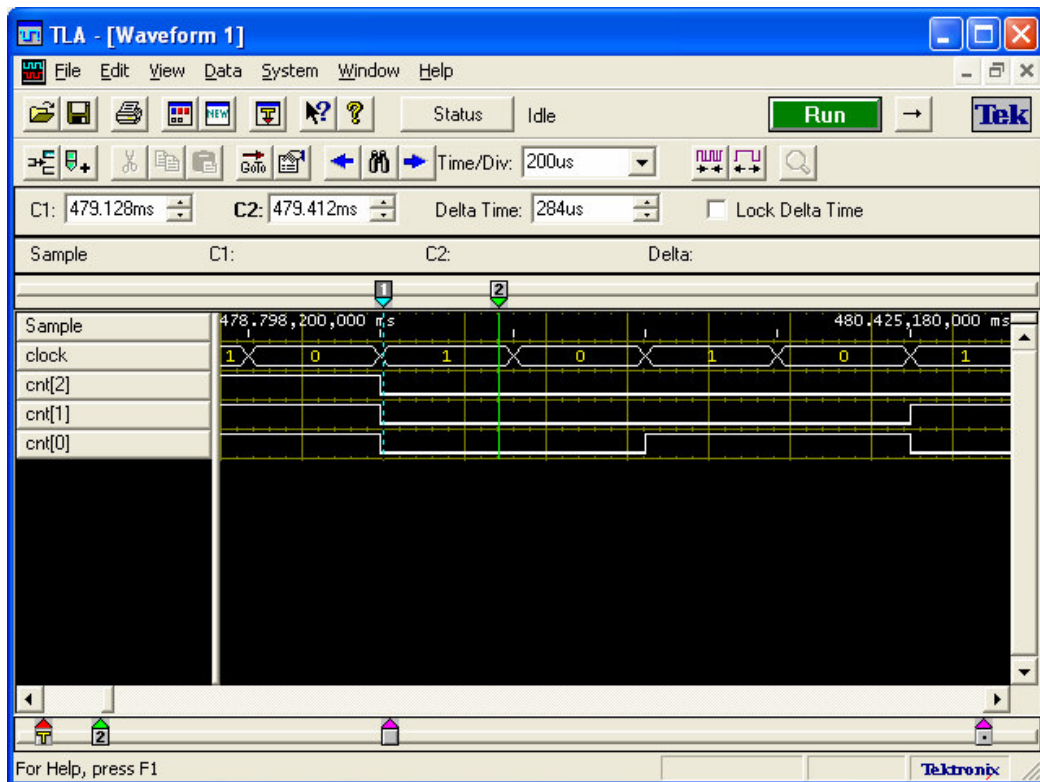 TLA - [Waveform 1]
File Edit View Data System Window Help
NEW T ? ? Status Idle Run → Tek
GoTo Time/Div: 200us
C1: 479.128ms C2: 479.412ms Delta Time: 284us Lock Delta Time
Sample C1: C2: Delta:
1 2
Sample 478.798,200,000 ms 480.425,180,000 ms
clock 1 0 1 0 1 0 1
cnt[2]
cnt[1]
cnt[0]
T 2
For Help, press F1 Tektronix